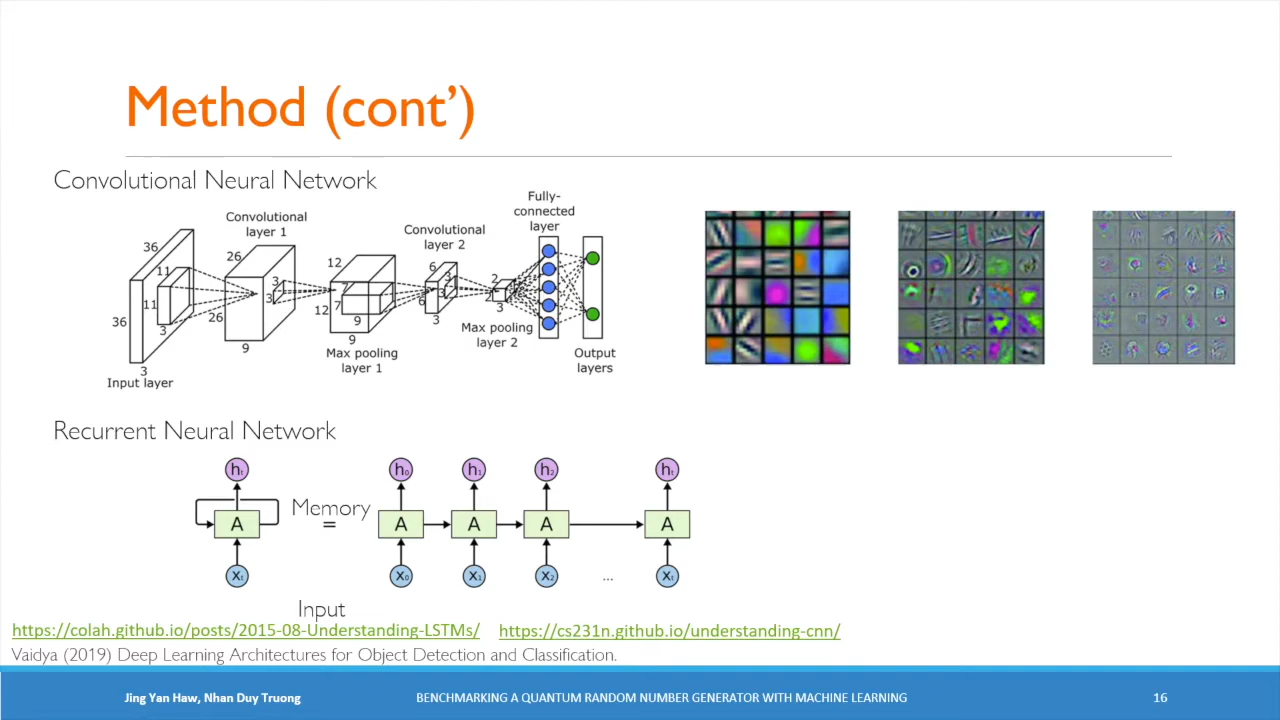 Method (cont’)
Convolutional Neural Network
Input layer
36
36
3
11
11
3
Convolutional
layer 1
26
26
9
3
3
Max pooling
layer 1
12
12
9
7
7
9
Convolutional
layer 2
6
6
3
3
3
Max pooling
layer 2
2
2
3
Fully-
connected
layer
Output
layers
Recurrent Neural Network
hₜ
A
xₜ
Memory
=
h₀ h₁ h₂ hₜ
A A A A
x₀ x₁ x₂ ... xₜ
Input
https://colah.github.io/posts/2015-08-Understanding-LSTMs/ https://cs231n.github.io/understanding-cnn/
Vaidya (2019) Deep Learning Architectures for Object Detection and Classification.
Jing Yan Haw, Nhan Duy Truong BENCHMARKING A QUANTUM RANDOM NUMBER GENERATOR WITH MACHINE LEARNING 16